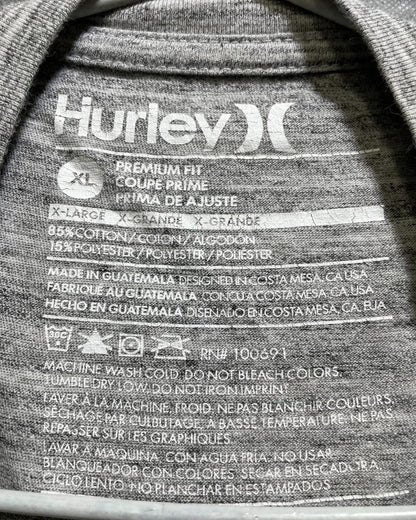 Hurley
XL
PREMIUM FIT
COUPE PRIME
PRIMA DE AJUSTE
X-LARGE X-GRANDE X-GRANDE
85% COTTON/COTON/ALGODON
15% POLYESTER/POLYESTER/POLIESTER
MADE IN GUATEMALA DESIGNED IN COSTA MESA, CA USA
FABRIQUE AU GUATEMALA CONCU A COSTA MESA, CA USA
HECHO EN GUATEMALA DISENADO EN COSTA MESA, CA, EUA
RN# 100691
MACHINE WASH COLD, DO NOT BLEACH COLORS,
TUMBLE DRY LOW, DO NOT IRON IMPRINT
LAVER À LA MACHINE, FROID, NE PAS BLANCHIR COULEURS,
SÉCHAGE PAR CULBUTAGE, A BASSE TEMPERATURE NE PAS
REPASSER SUR LES GRAPHIQUES
LAVAR A MAQUINA, CON AGUA FRIA, NO USAR
BLANQUEADOR CON COLORES, SECAR EN SECADORA,
CICLO LENTO, NO PLANCHAR EN ESTAMPADOS